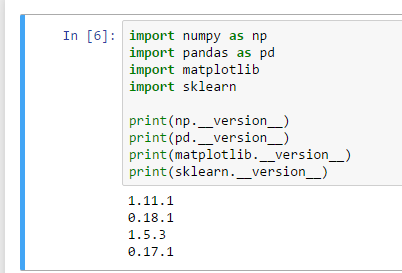 In [6]: import numpy as np
import pandas as pd
import matplotlib
import sklearn
print(np.__version__)
print(pd.__version__)
print(matplotlib.__version__)
print(sklearn.__version__)
1.11.1
0.18.1
1.5.3
0.17.1